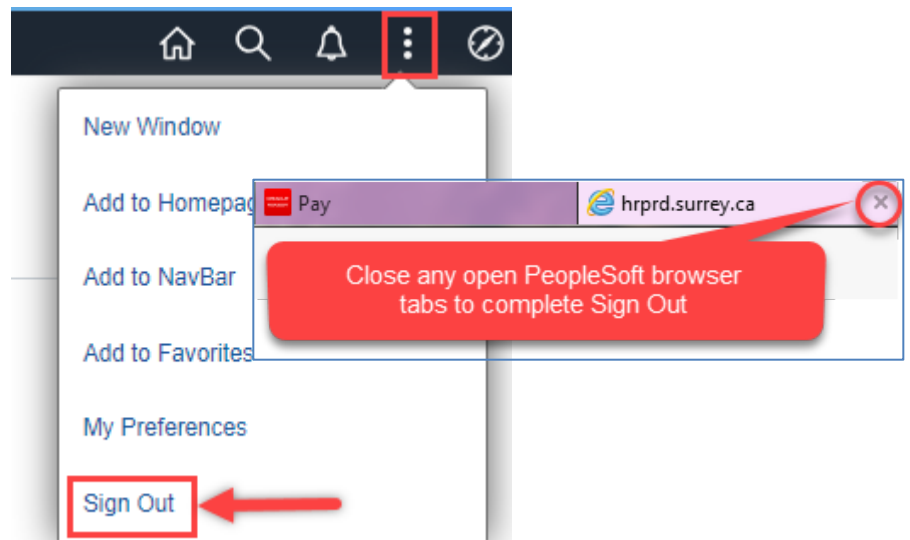 New Window
Add to Homepag
Pay
hrprd.surrey.ca
Close any open PeopleSoft browser
tabs to complete Sign Out
Add to NavBar
Add to Favorites
My Preferences
Sign Out